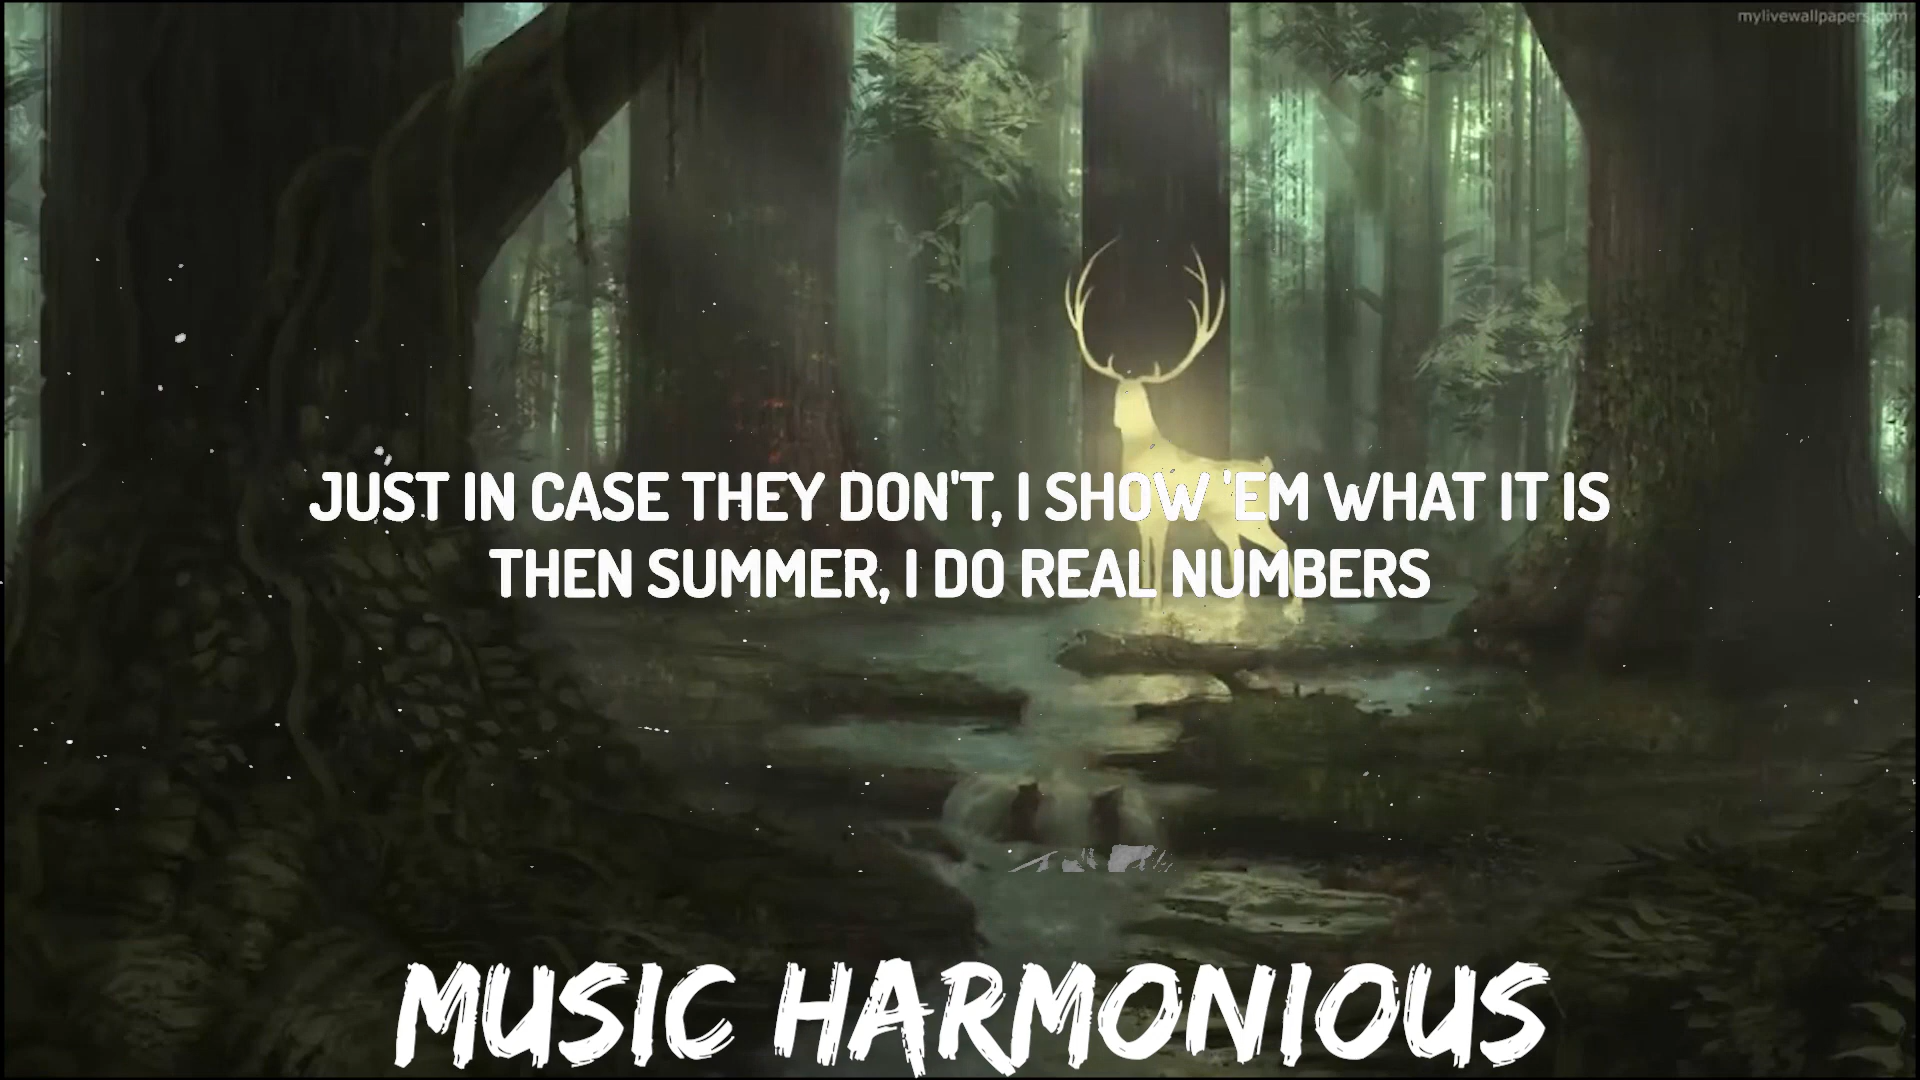 mylivewallpapers.com
JUST IN CASE THEY DON'T, I SHOW 'EM WHAT IT IS
THEN SUMMER, I DO REAL NUMBERS
MUSIC HARMONIOUS